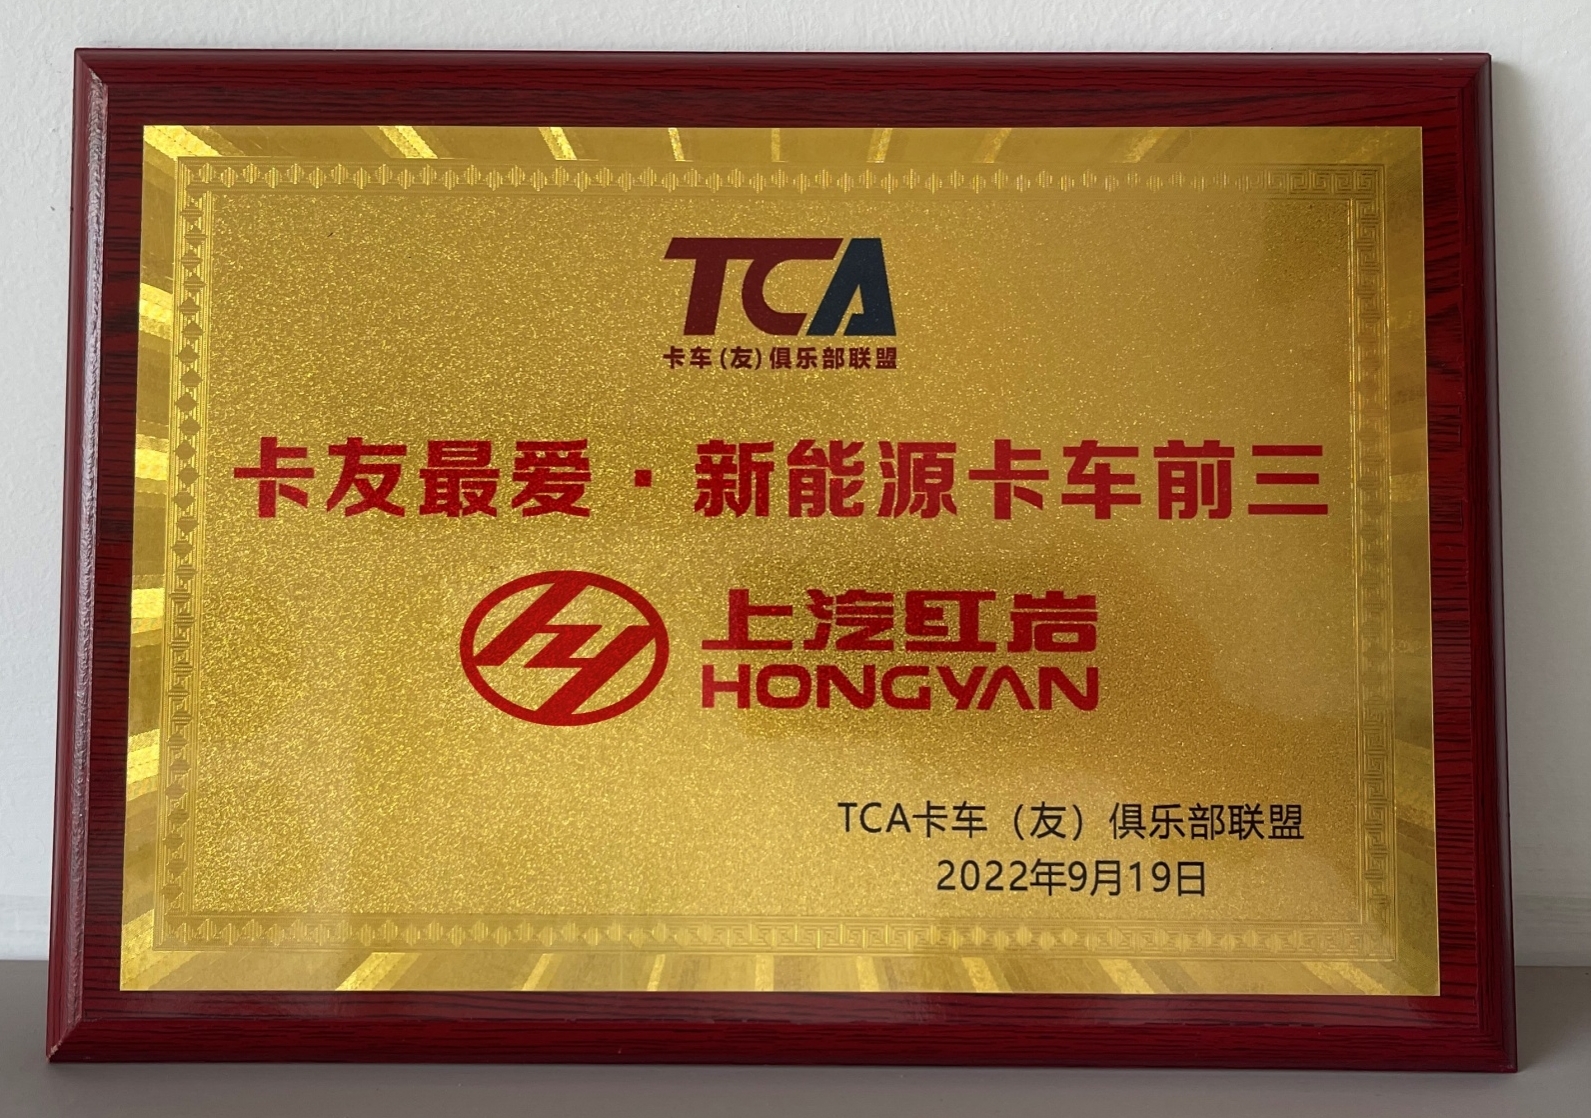 TCA
卡车(友)俱乐部联盟
卡友最爱·新能源卡车前三
上汽红岩
HONGYAN
TCA卡车（友）俱乐部联盟
2022年9月19日